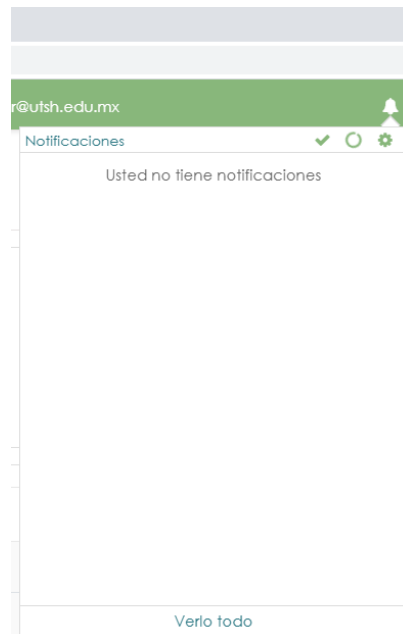 r@utsh.edu.mx
Notificaciones
Usted no tiene notificaciones
Verlo todo